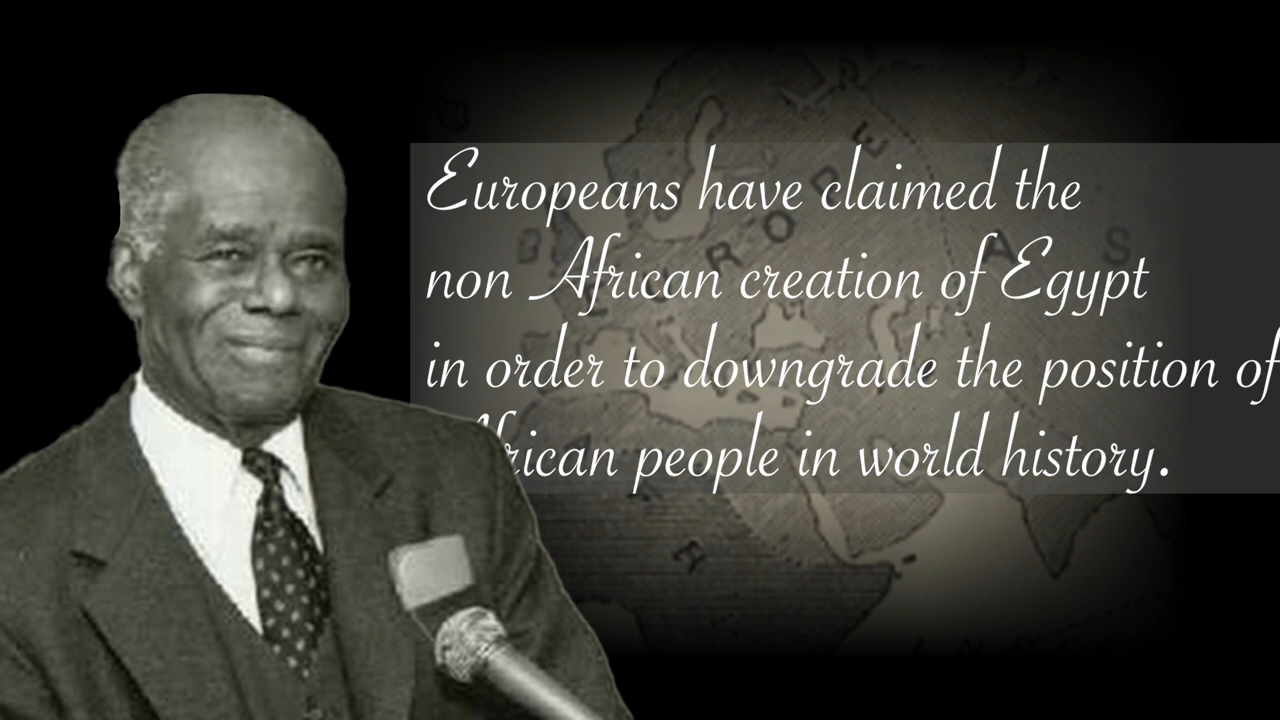 Europeans have claimed the
non African creation of Egypt
in order to downgrade the position of
African people in world history.